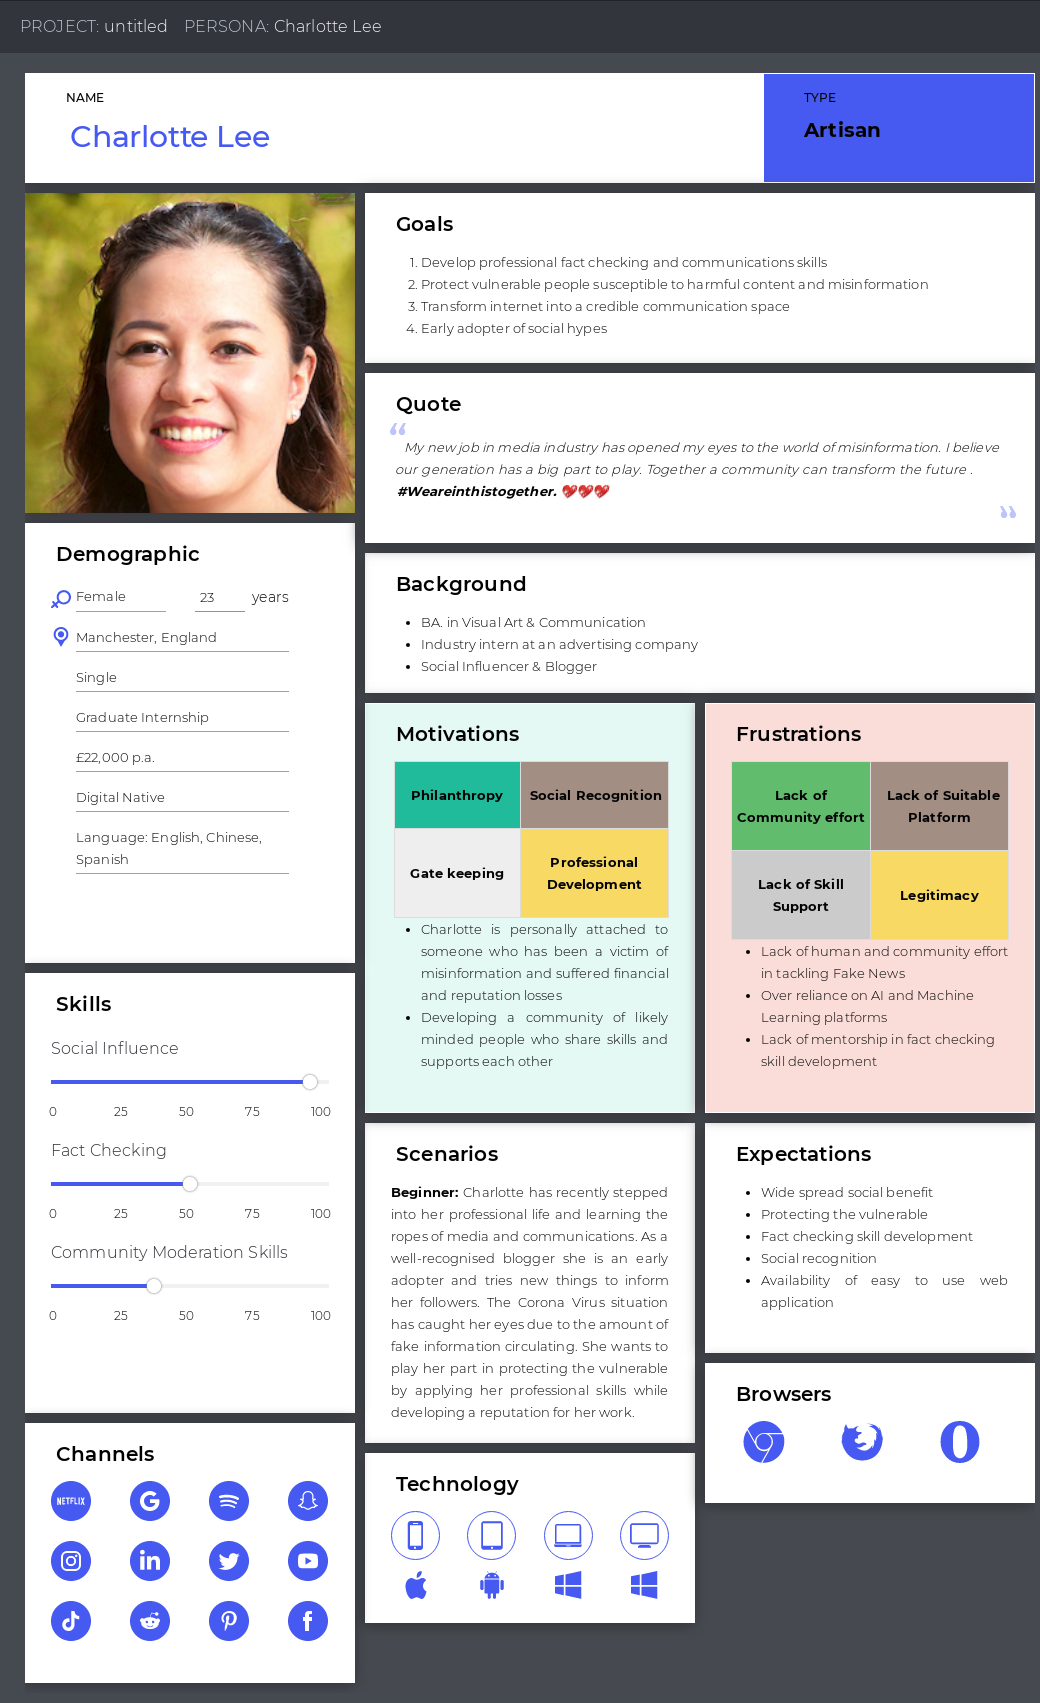 PROJECT: untitled PERSONA: Charlotte Lee
NAME
Charlotte Lee
TYPE
Artisan
Goals
1. Develop professional fact checking and communications skills
2. Protect vulnerable people susceptible to harmful content and misinformation
3. Transform internet into a credible communication space
4. Early adopter of social hypes
Quote
“ My new job in media industry has opened my eyes to the world of misinformation. I believe
our generation has a big part to play. Together a community can transform the future .
#Weareinthistogether. 💖💖💖
”
Demographic
Female 23 years
Manchester, England
Single
Graduate Internship
£22,000 p.a.
Digital Native
Language: English, Chinese,
Spanish
Background
• BA. in Visual Art & Communication
• Industry intern at an advertising company
• Social Influencer & Blogger
Motivations
Philanthropy Social Recognition
Gate keeping Professional
Development
• Charlotte is personally attached to
someone who has been a victim of
misinformation and suffered financial
and reputation losses
• Developing a community of likely
minded people who share skills and
supports each other
Frustrations
Lack of
Community effort
Lack of Suitable
Platform
Lack of Skill
Support
Legitimacy
• Lack of human and community effort
in tackling Fake News
• Over reliance on AI and Machine
Learning platforms
• Lack of mentorship in fact checking
skill development
Skills
Social Influence
0 25 50 75 100
Fact Checking
0 25 50 75 100
Community Moderation Skills
0 25 50 75 100
Scenarios
Beginner: Charlotte has recently stepped
into her professional life and learning the
ropes of media and communications. As a
well-recognised blogger she is an early
adopter and tries new things to inform
her followers. The Corona Virus situation
has caught her eyes due to the amount of
fake information circulating. She wants to
play her part in protecting the vulnerable
by applying her professional skills while
developing a reputation for her work.
Expectations
• Wide spread social benefit
• Protecting the vulnerable
• Fact checking skill development
• Social recognition
• Availability of easy to use web
application
Browsers
Channels
NETFLIX
Technology